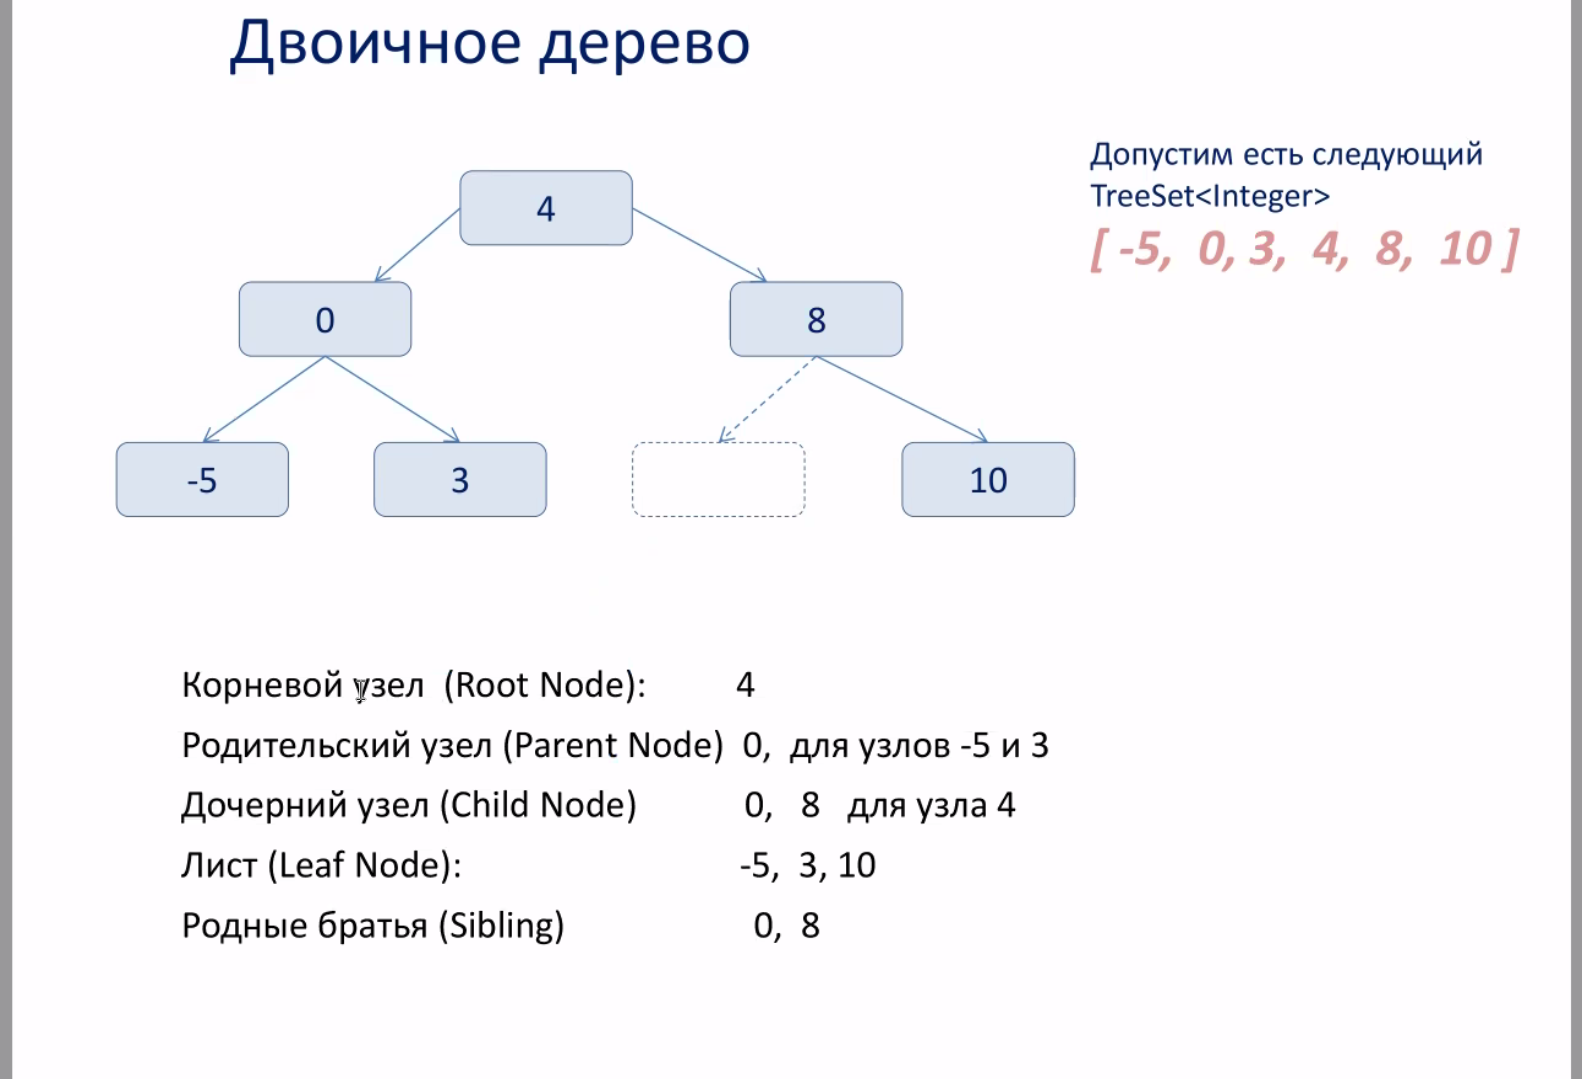 Двоичное дерево
Допустим есть следующий
TreeSet<Integer>
[ -5, 0, 3, 4, 8, 10 ]
4
0
8
-5
3
10
Корневой узел (Root Node): 4
Родительский узел (Parent Node) 0, для узлов -5 и 3
Дочерний узел (Child Node) 0, 8 для узла 4
Лист (Leaf Node): -5, 3, 10
Родные братья (Sibling) 0, 8